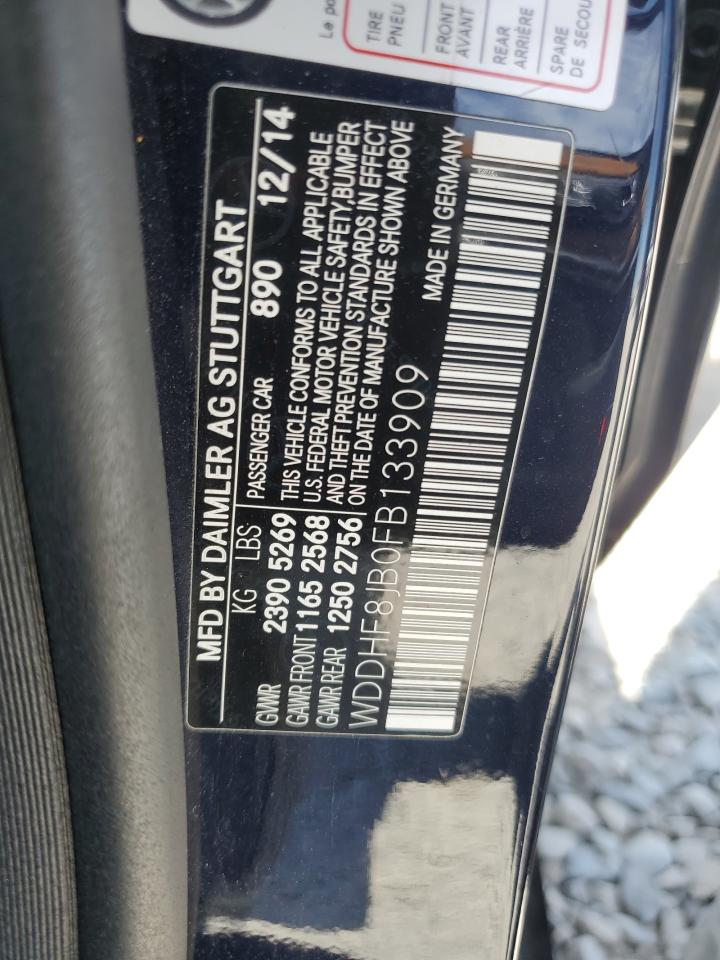 MFD BY DAIMLER AG STUTTGART
KG LBS PASSENGER CAR 890 12/14
GVWR 2390 5269 THIS VEHICLE CONFORMS TO ALL APPLICABLE
GAWR FRONT 1165 2568 U.S. FEDERAL MOTOR VEHICLE SAFETY,BUMPER
GAWR REAR 1250 2756 AND THEFT PREVENTION STANDARDS IN EFFECT
ON THE DATE OF MANUFACTURE SHOWN ABOVE
WDDHF8JB0FB133909 MADE IN GERMANY
Le
TIRE
PNEU
FRONT
AVANT
REAR
ARRIÈRE
SPARE
DE